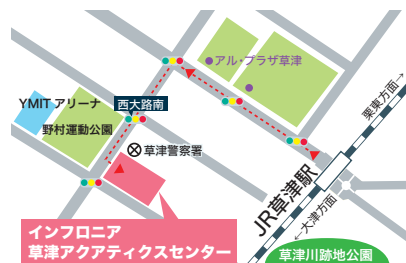 アル・プラザ草津
YMIT アリーナ
西大路南
野村運動公園
草津警察署
栗東方面→
JR草津駅
←大津方面
インフロニア
草津アクアティクスセンター
草津川跡地公園